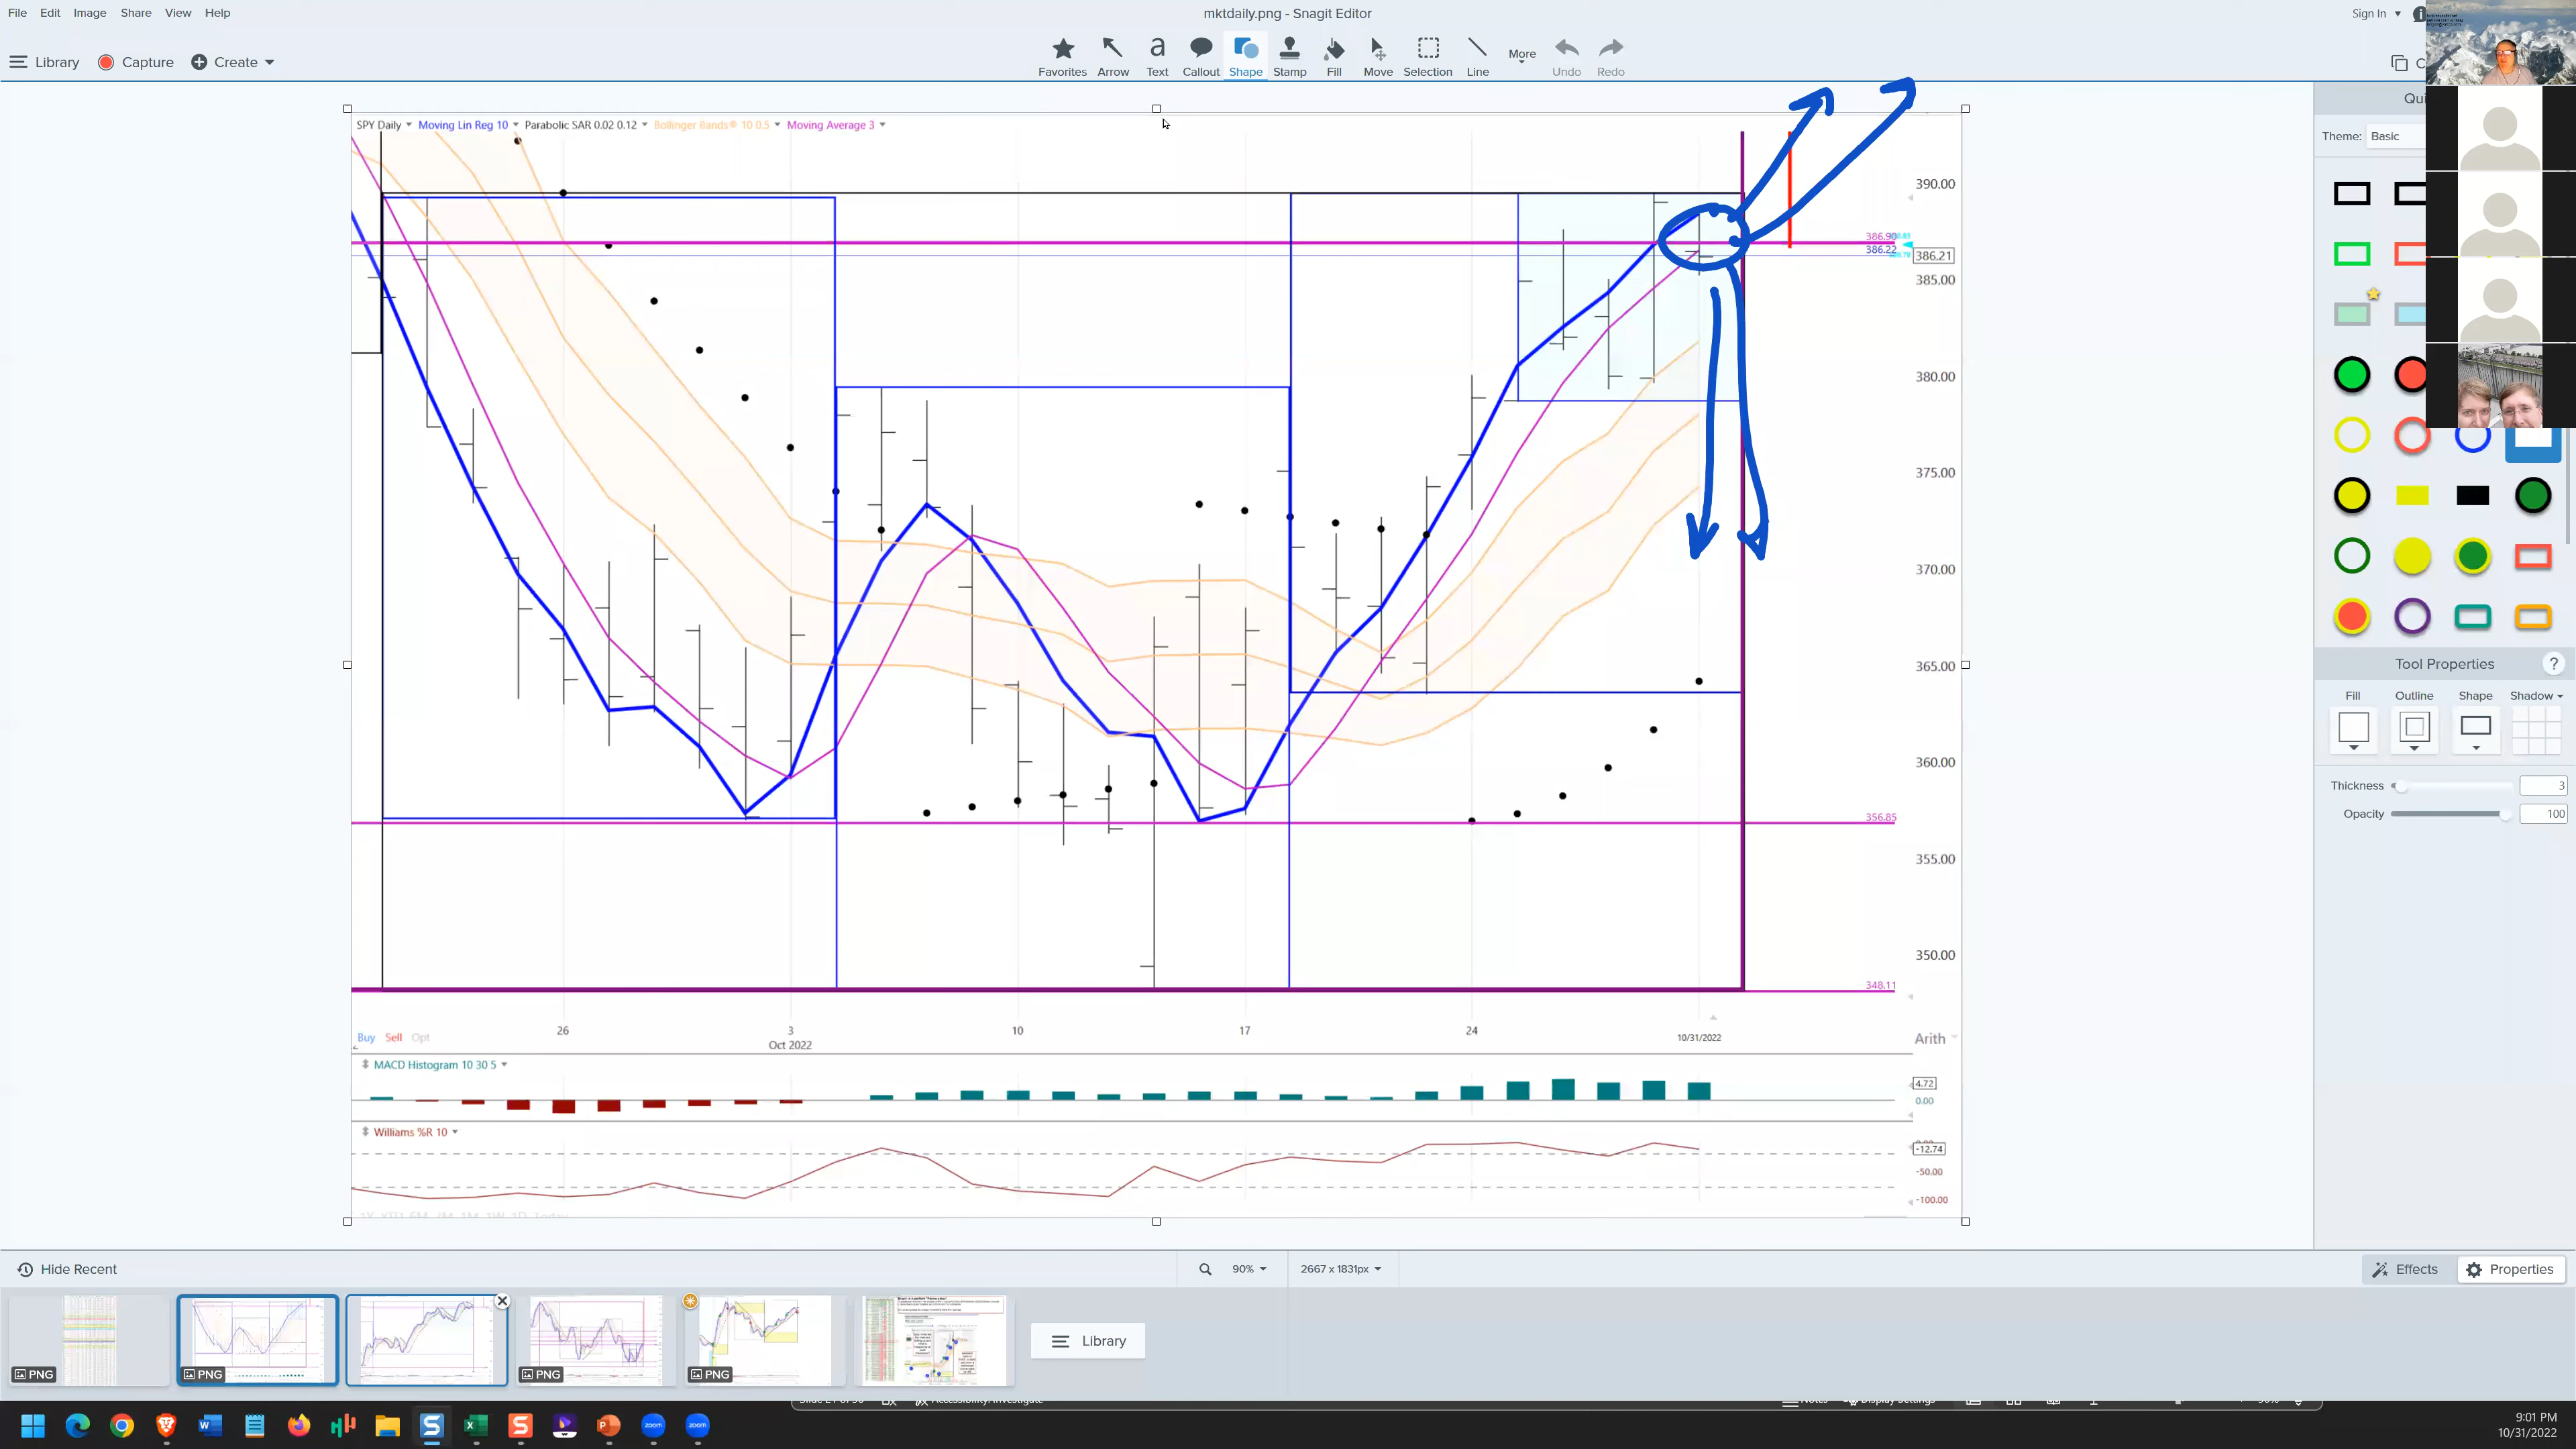 File Edit Image Share View Help
mktdaily.png - Snagit Editor
Sign In
Library Capture Create
Favorites Arrow Text Callout Shape Stamp Fill Move Selection Line More Undo Redo
Theme: Basic
SPY Daily Moving Lin Reg 10 Parabolic SAR 0.02 0.12 Bollinger Bands® 10 0.5 Moving Average 3
390.00
386.90
386.22
386.21
385.00
380.00
375.00
370.00
365.00
360.00
356.85
355.00
350.00
348.11
26 3 10 17 24 10/31/2022
Oct 2022
Buy Sell Opt
Arith
MACD Histogram 10 30 5
4.72
0.00
Williams %R 10
-12.74
-50.00
-100.00
Tool Properties ?
Fill Outline Shape Shadow
Thickness 3
Opacity 100
Hide Recent
90% 2667 x 1831px
Effects Properties
PNG PNG PNG PNG
Library
9:01 PM
10/31/2022